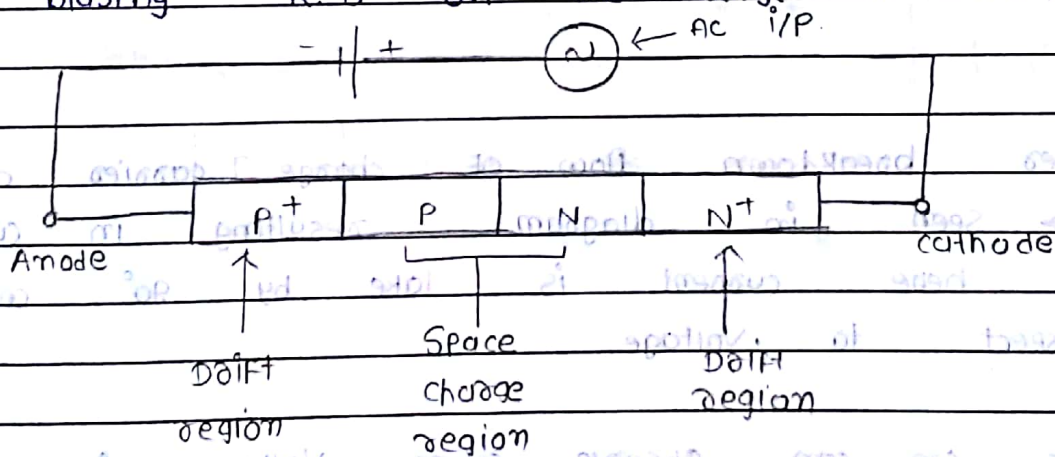 - + ← AC i/P.
~
P+ P N N+
Anode cathode
Space
Drift Drift
charge region
region region